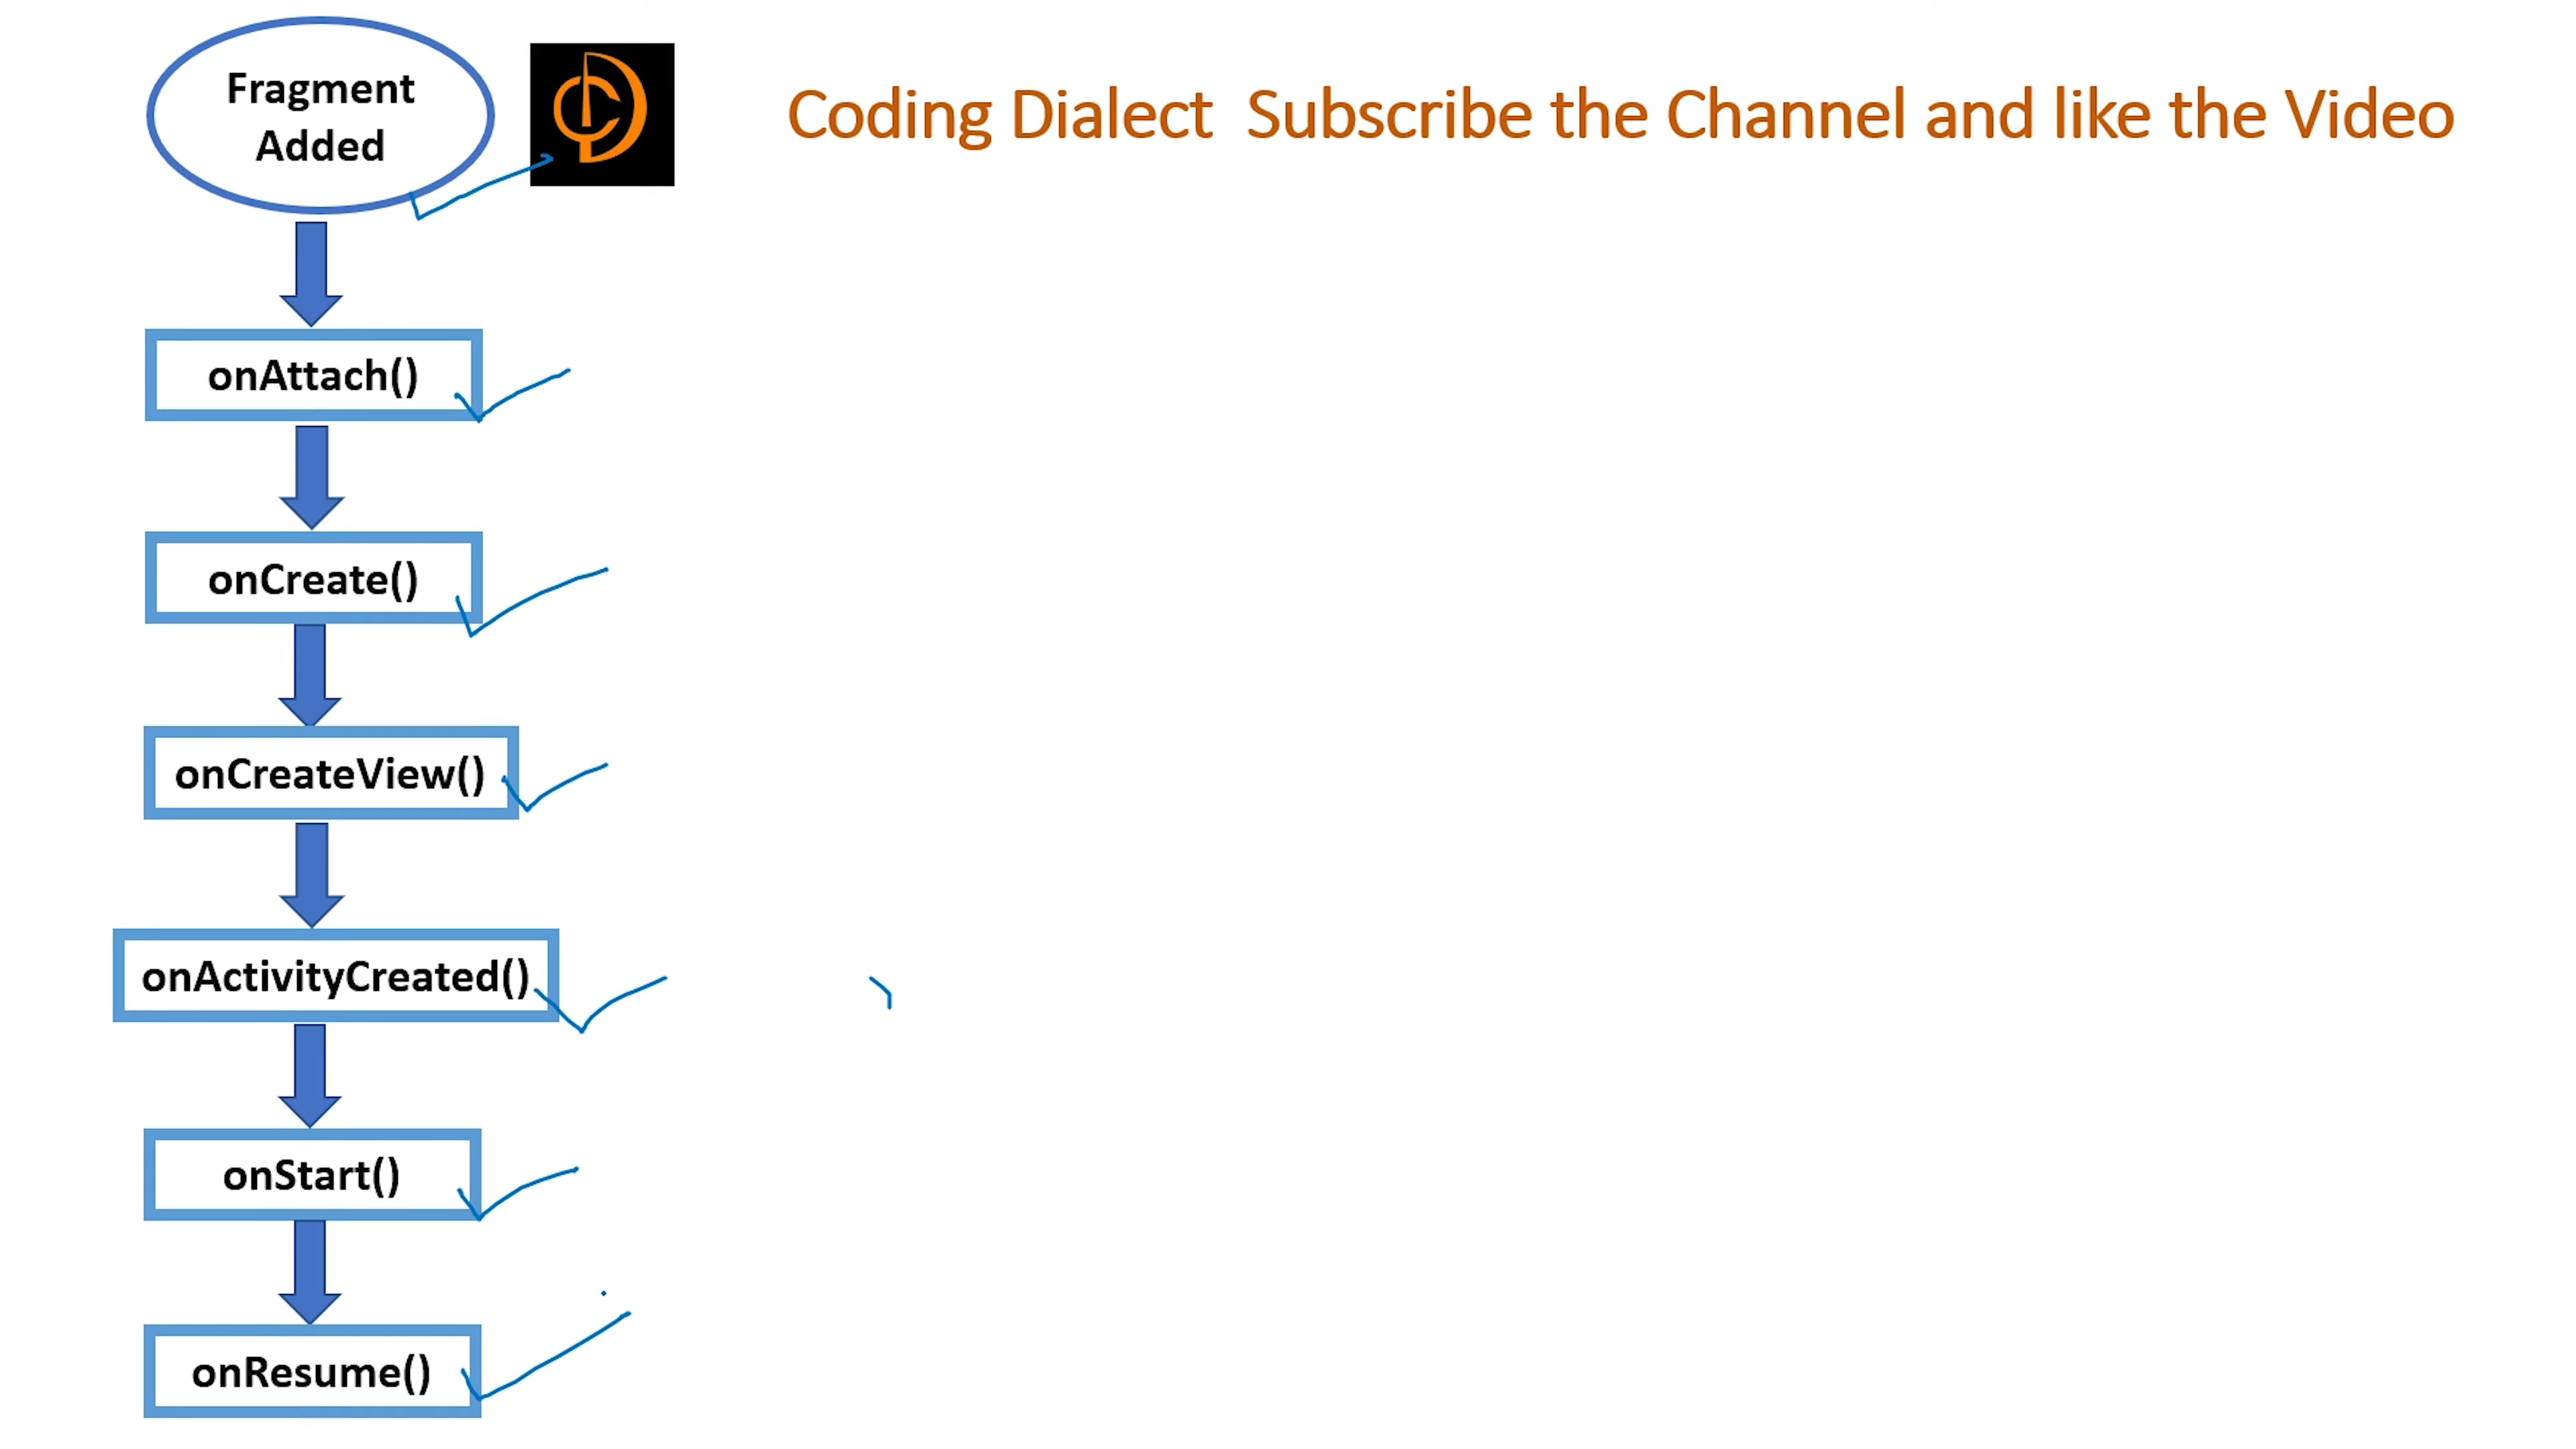 Fragment
Added
Coding Dialect  Subscribe the Channel and like the Video
onAttach()
onCreate()
onCreateView()
onActivityCreated()
onStart()
onResume()